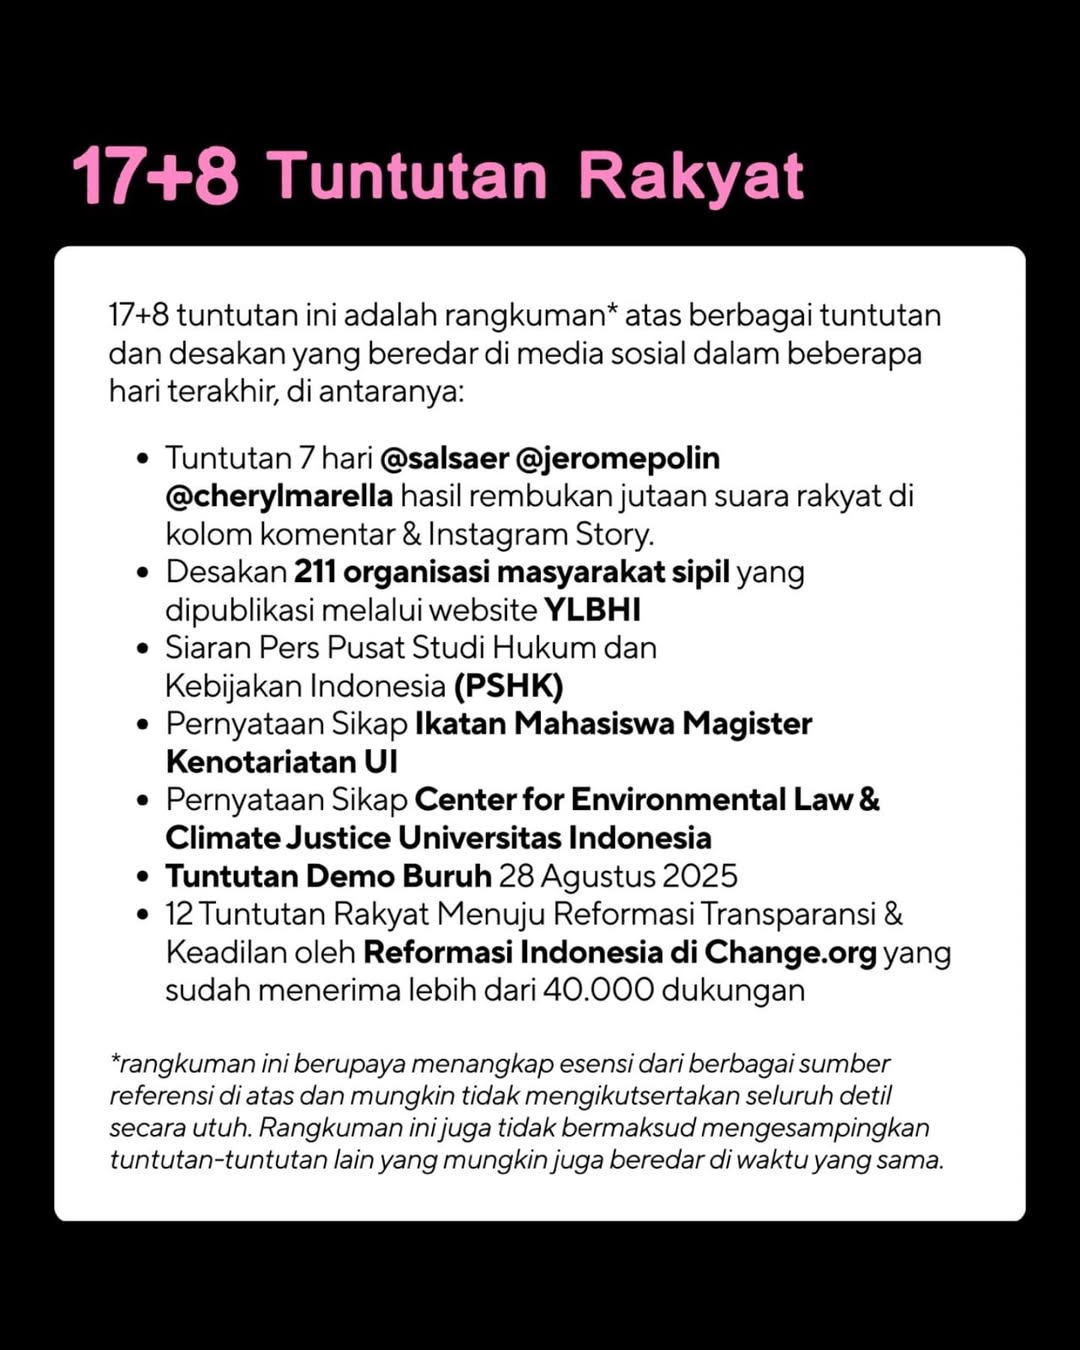 17+8 Tuntutan Rakyat
17+8 tuntutan ini adalah rangkuman* atas berbagai tuntutan
dan desakan yang beredar di media sosial dalam beberapa
hari terakhir, di antaranya:
• Tuntutan 7 hari @salsaer @jeromepolin
@cherylmarella hasil rembukan jutaan suara rakyat di
kolom komentar & Instagram Story.
• Desakan 211 organisasi masyarakat sipil yang
dipublikasi melalui website YLBHI
• Siaran Pers Pusat Studi Hukum dan
Kebijakan Indonesia (PSHK)
• Pernyataan Sikap Ikatan Mahasiswa Magister
Kenotariatan UI
• Pernyataan Sikap Center for Environmental Law &
Climate Justice Universitas Indonesia
• Tuntutan Demo Buruh 28 Agustus 2025
• 12 Tuntutan Rakyat Menuju Reformasi Transparansi &
Keadilan oleh Reformasi Indonesia di Change.org yang
sudah menerima lebih dari 40.000 dukungan
*rangkuman ini berupaya menangkap esensi dari berbagai sumber
referensi di atas dan mungkin tidak mengikutsertakan seluruh detil
secara utuh. Rangkuman ini juga tidak bermaksud mengesampingkan
tuntutan-tuntutan lain yang mungkin juga beredar di waktu yang sama.